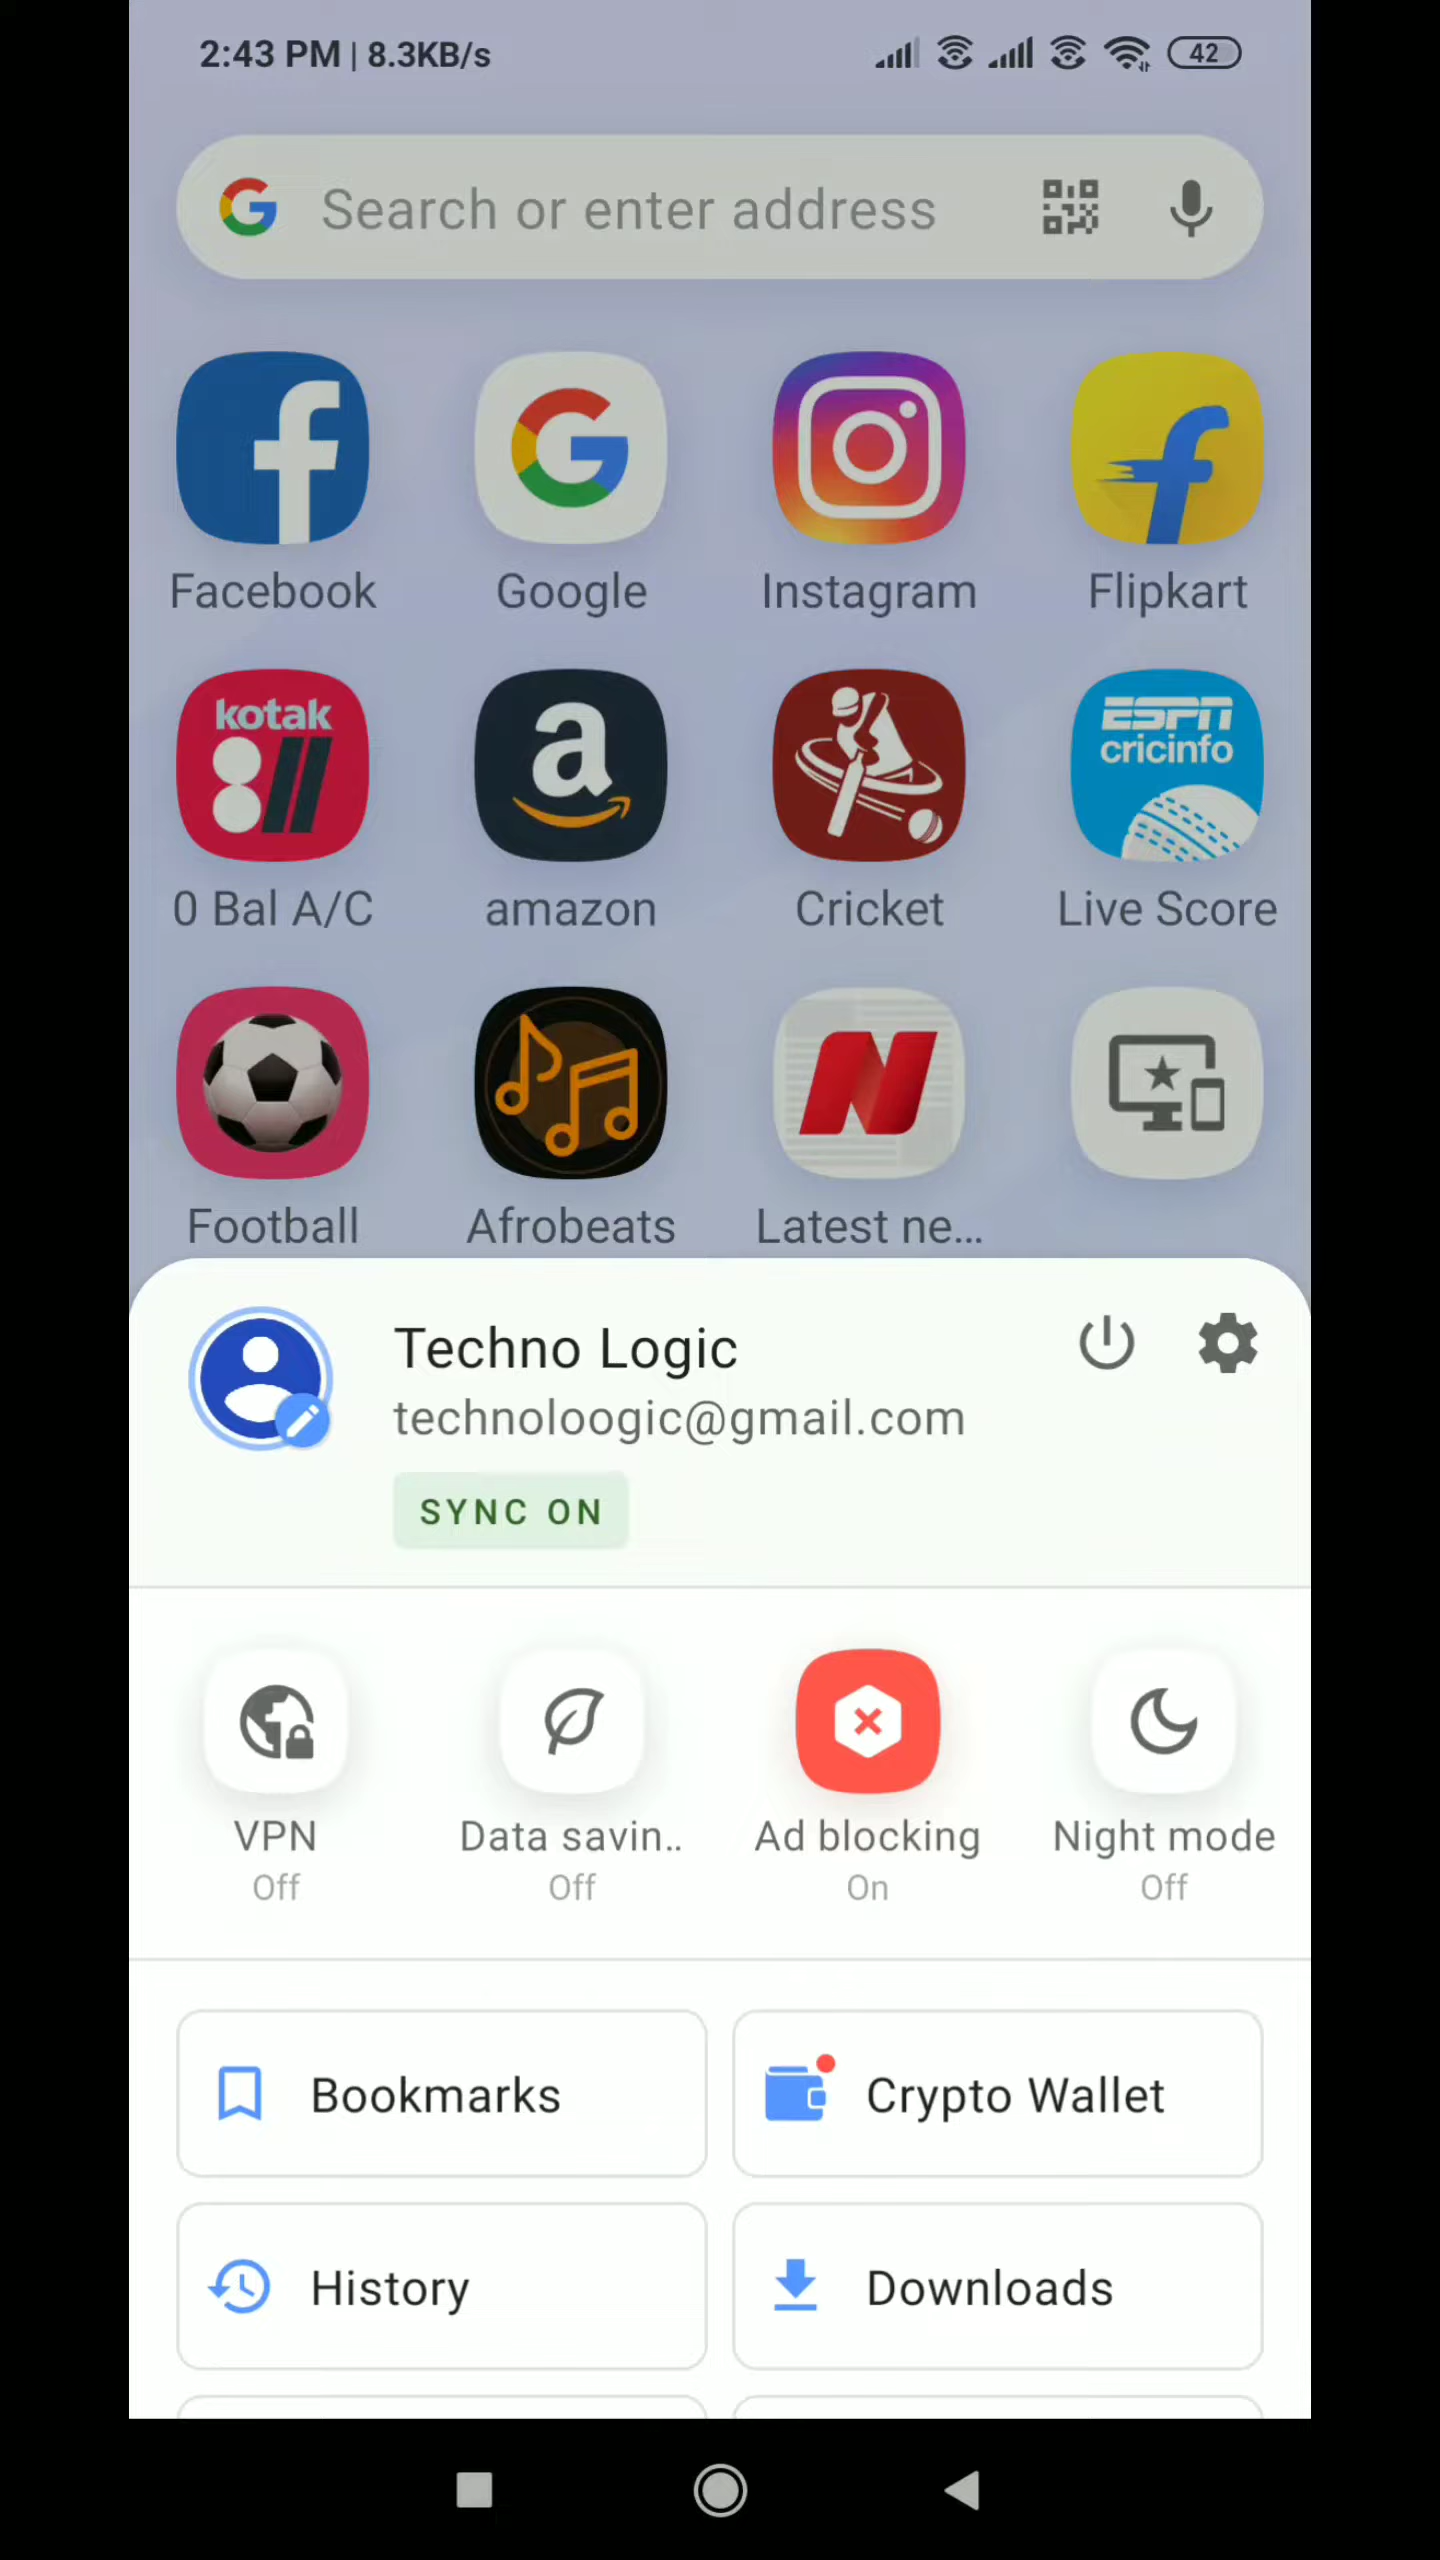 2:43 PM | 8.3KB/s 42
Search or enter address
Facebook Google Instagram Flipkart
kotak
811
ESPN
cricinfo
0 Bal A/C amazon Cricket Live Score
Football Afrobeats Latest ne...
Techno Logic
technoloogic@gmail.com
SYNC ON
VPN Data savin.. Ad blocking Night mode
Off Off On Off
Bookmarks Crypto Wallet
History Downloads